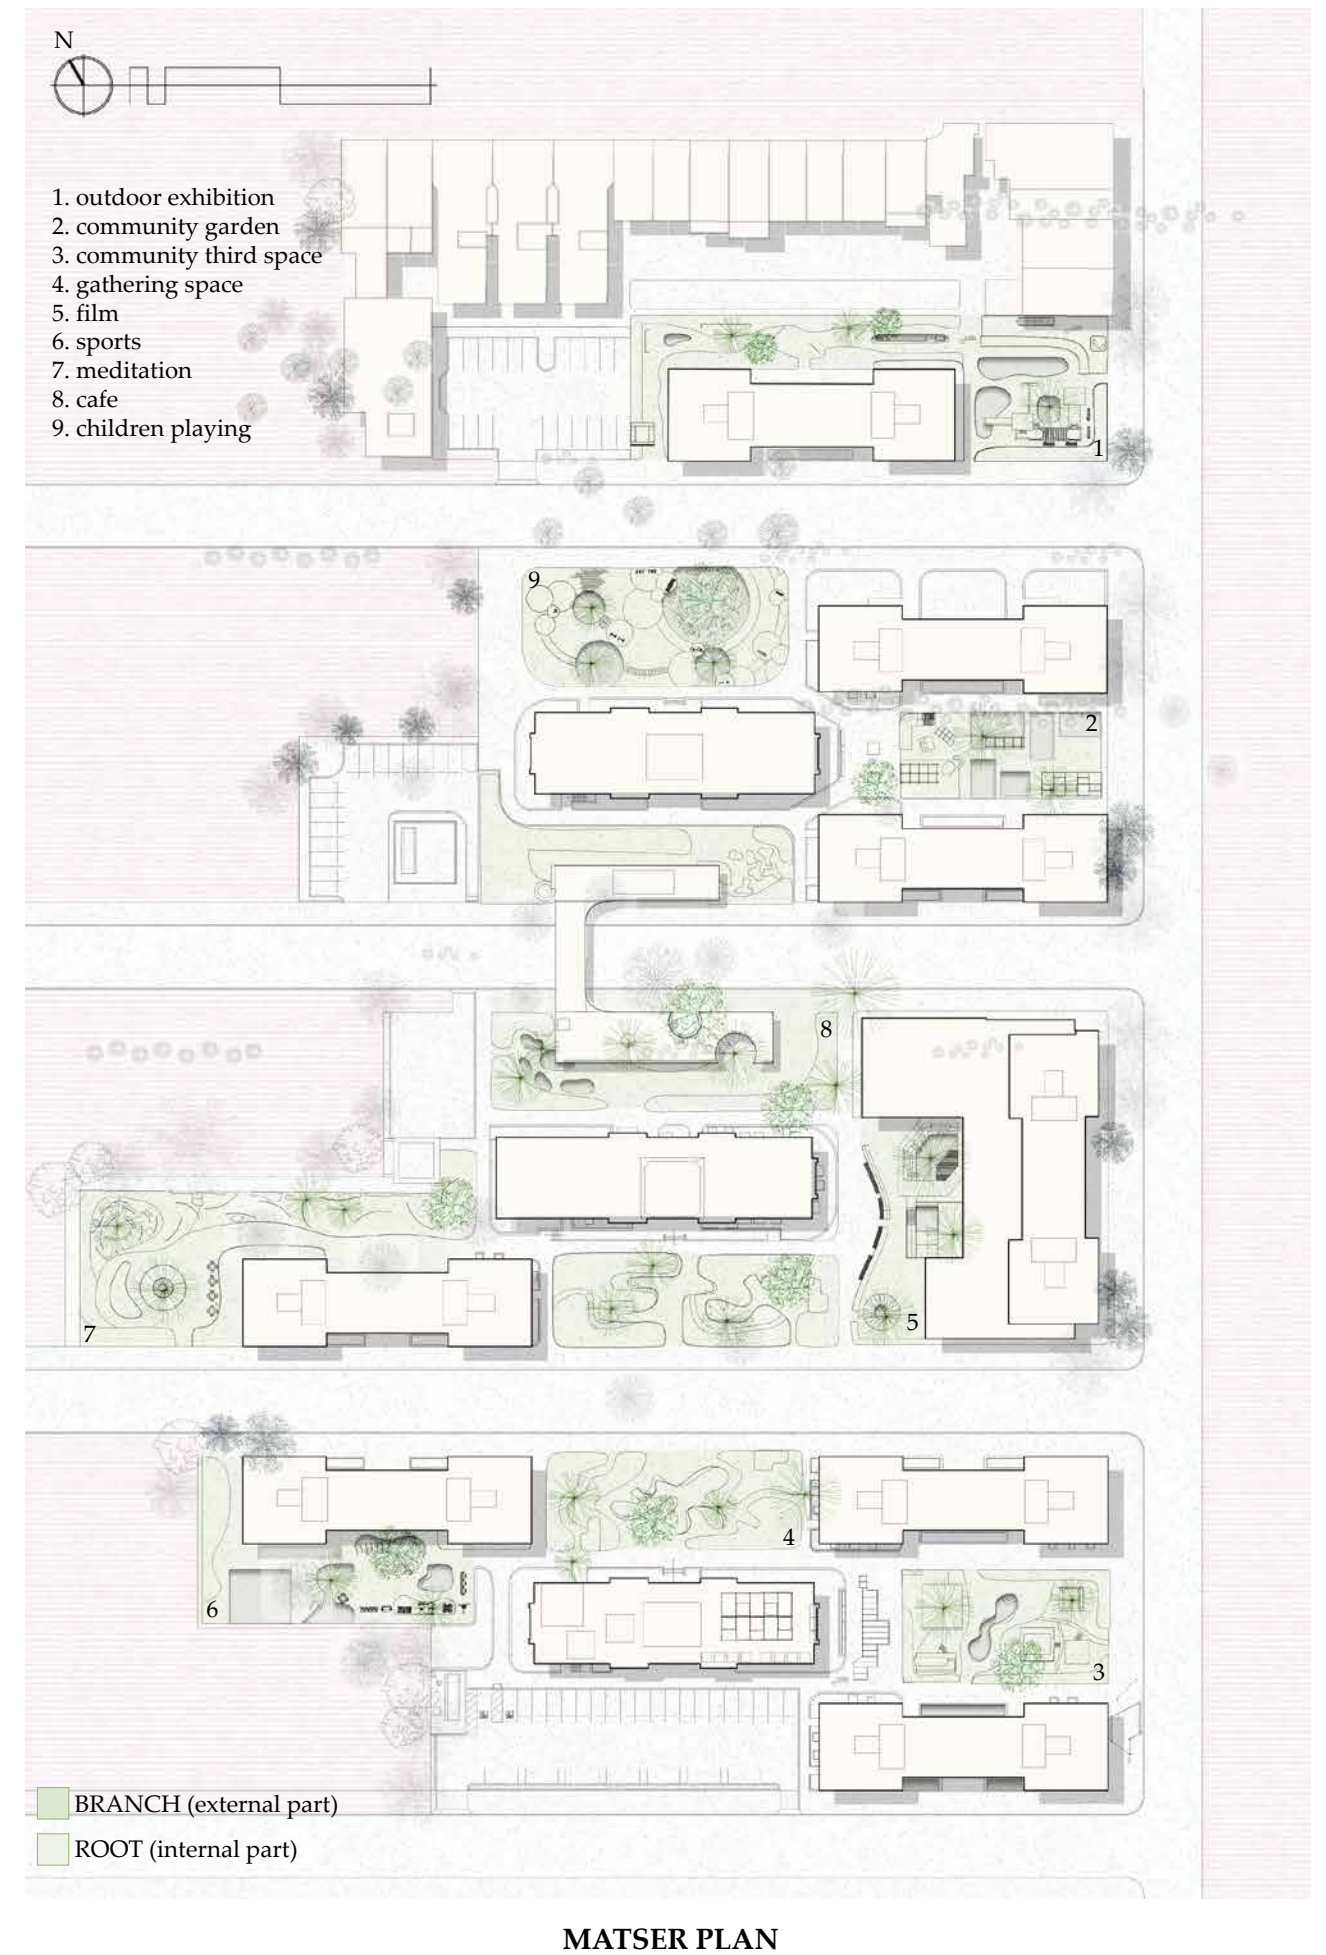 N
1. outdoor exhibition
2. community garden
3. community third space
4. gathering space
5. film
6. sports
7. meditation
8. cafe
9. children playing
1
9
2
8
7
5
4
6
3
BRANCH (external part)
ROOT (internal part)
MATSER PLAN